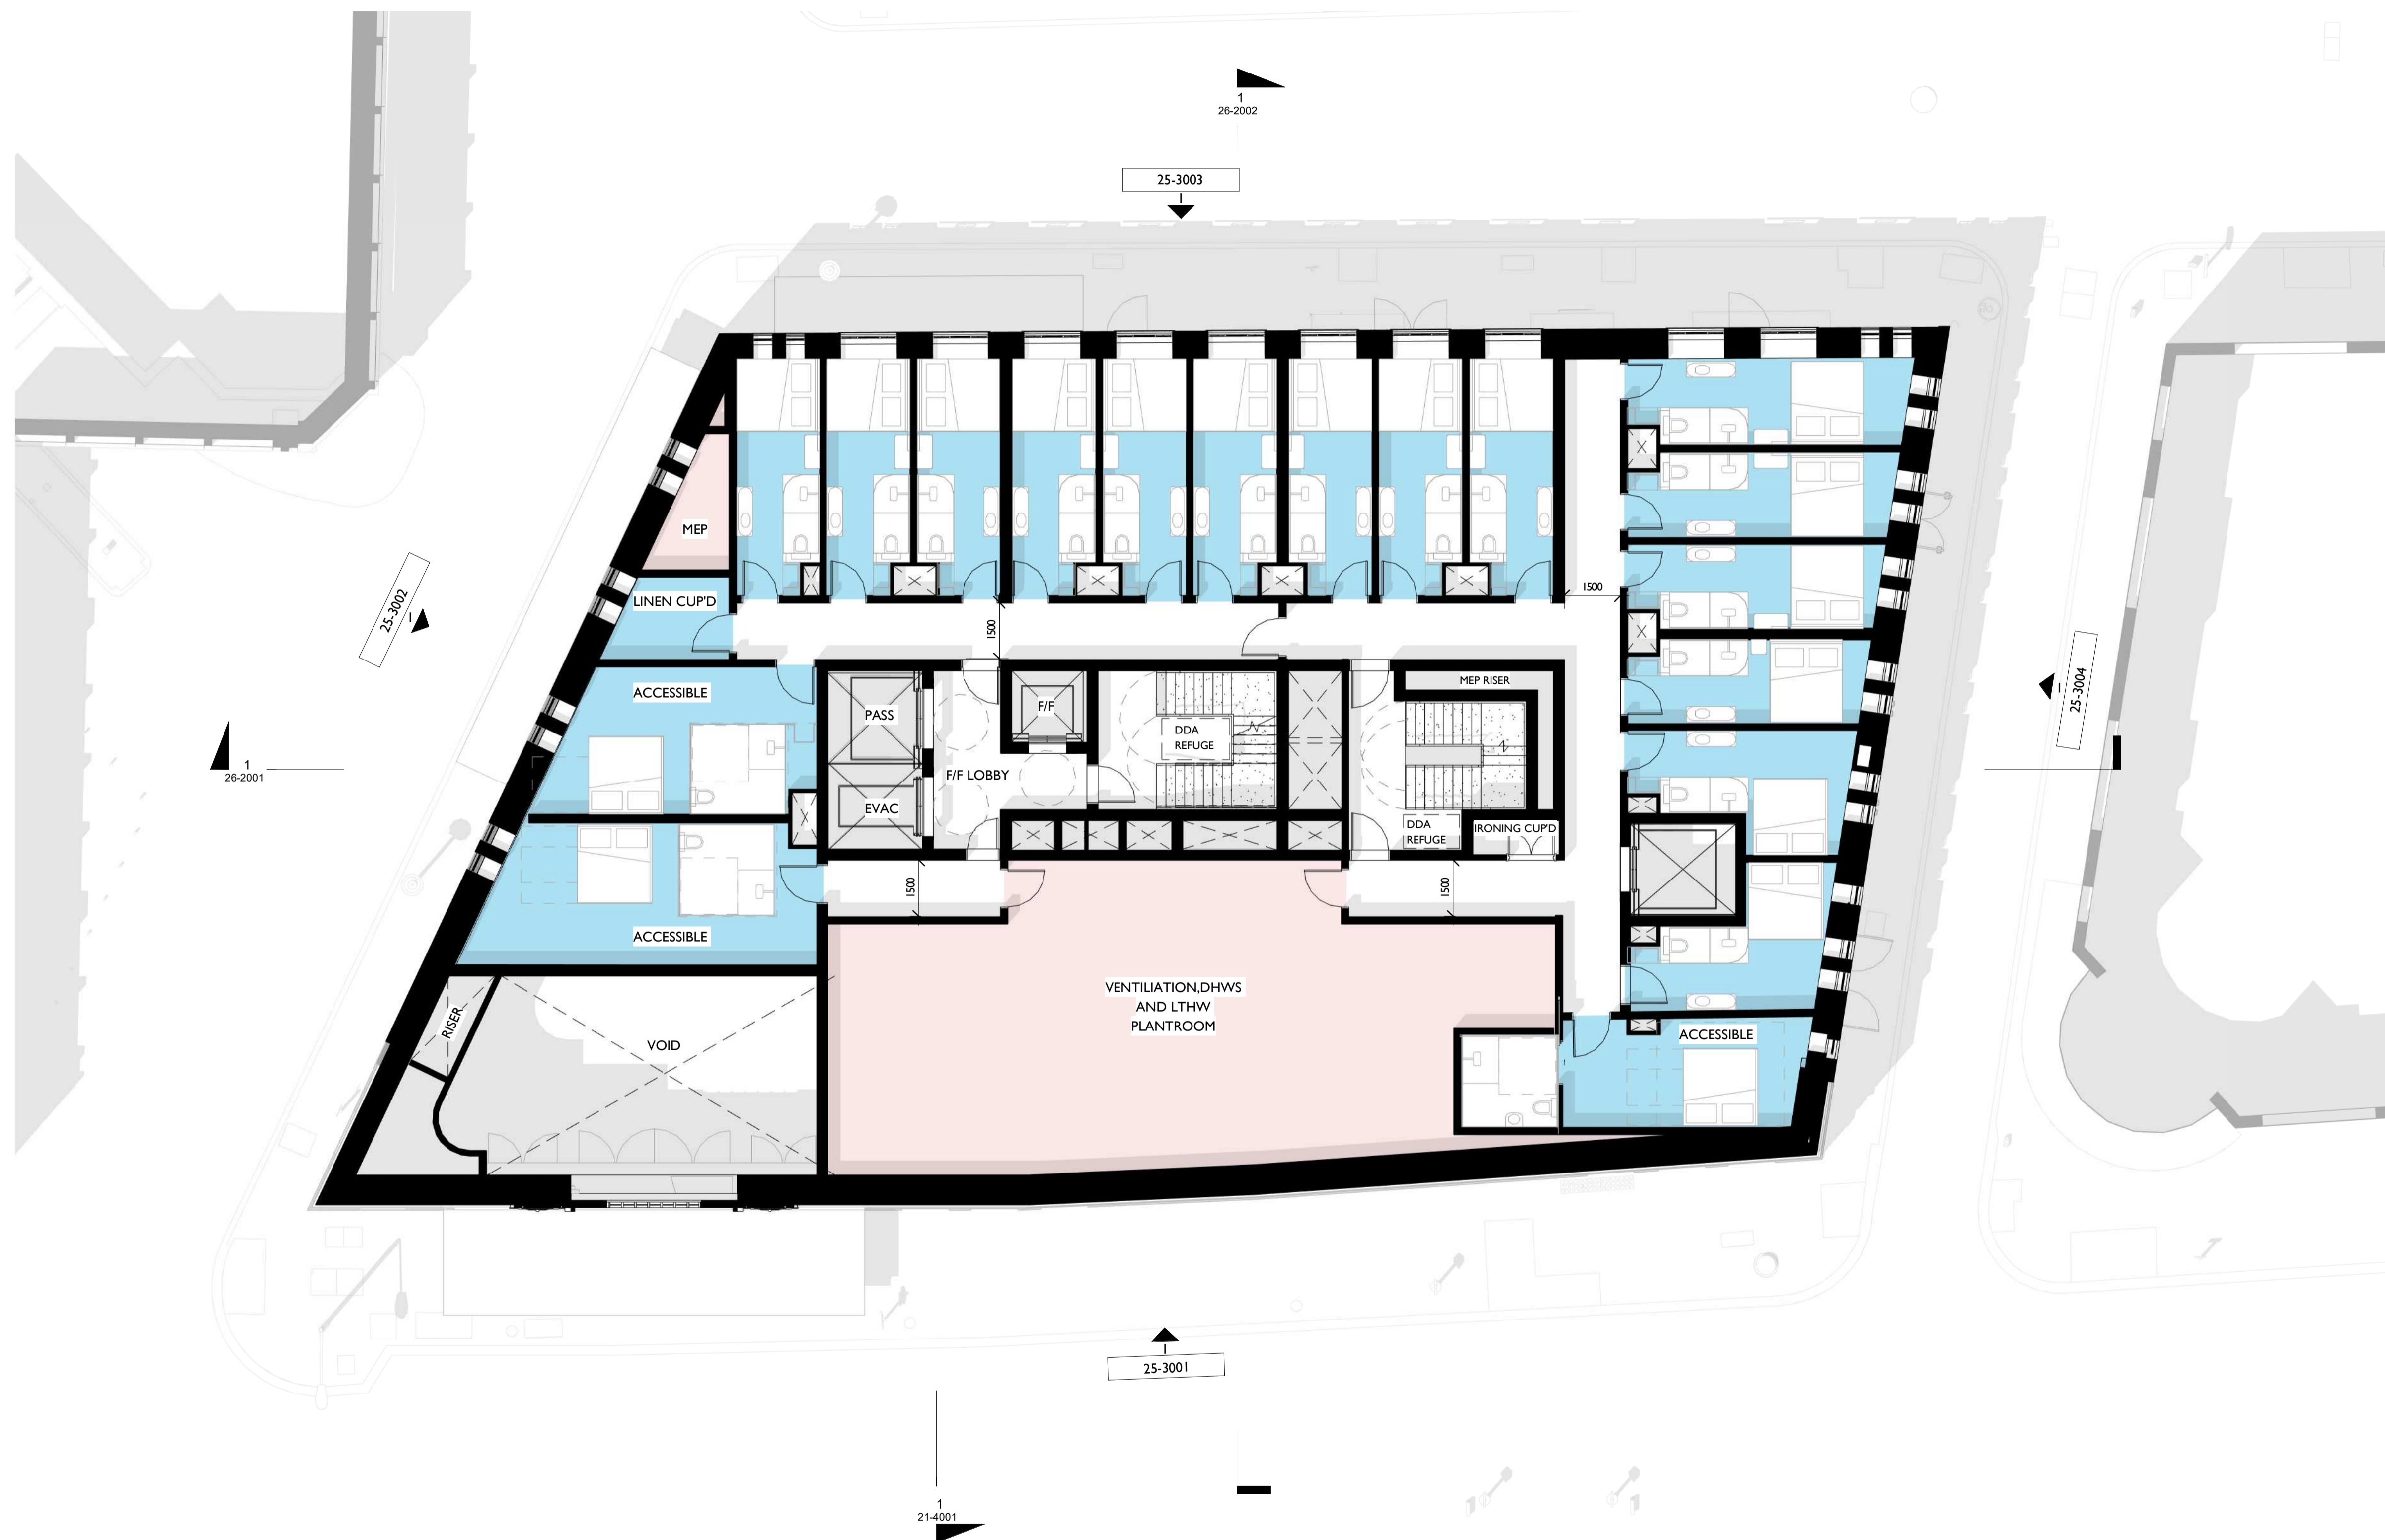 1
26-2002
25-3003
MEP
LINEN CUP'D
1500
1500
25-3002
ACCESSIBLE
MEP RISER
PASS
F/F
DDA
REFUGE
25-3004
1
26-2001
F/F LOBBY
EVAC
DDA
REFUGE
IRONING CUP'D
1500
1500
ACCESSIBLE
VENTILIATION,DHWS
AND LTHW
PLANTROOM
RISER
VOID
ACCESSIBLE
25-3001
1
21-4001